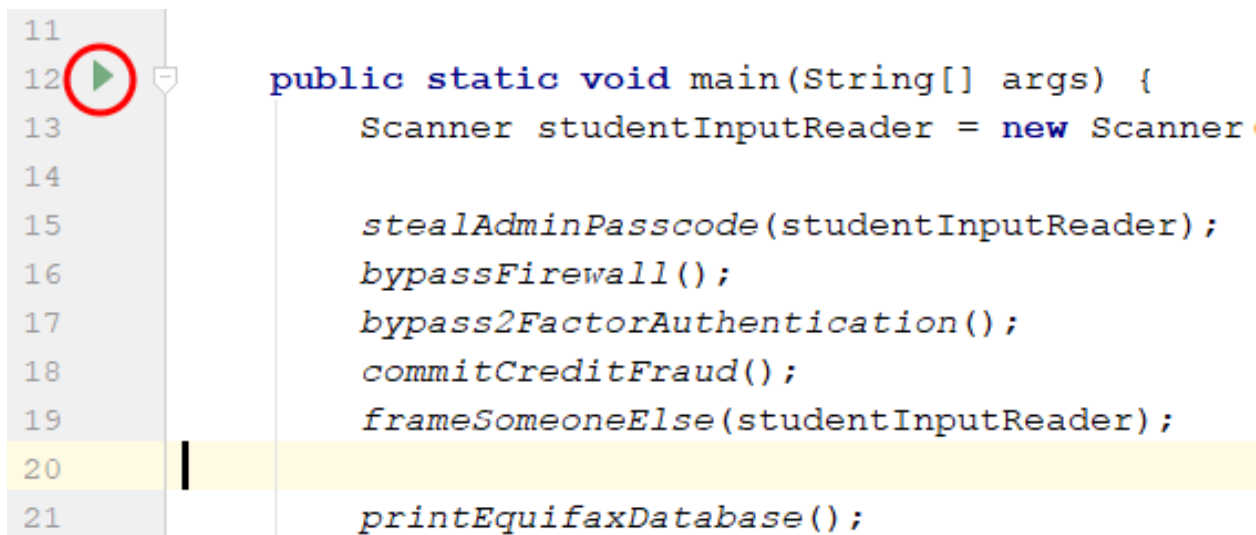 11
12 public static void main(String[] args) {
13 Scanner studentInputReader = new Scanner
14
15 stealAdminPasscode(studentInputReader);
16 bypassFirewall();
17 bypass2FactorAuthentication();
18 commitCreditFraud();
19 frameSomeoneElse(studentInputReader);
20
21 printEquifaxDatabase();